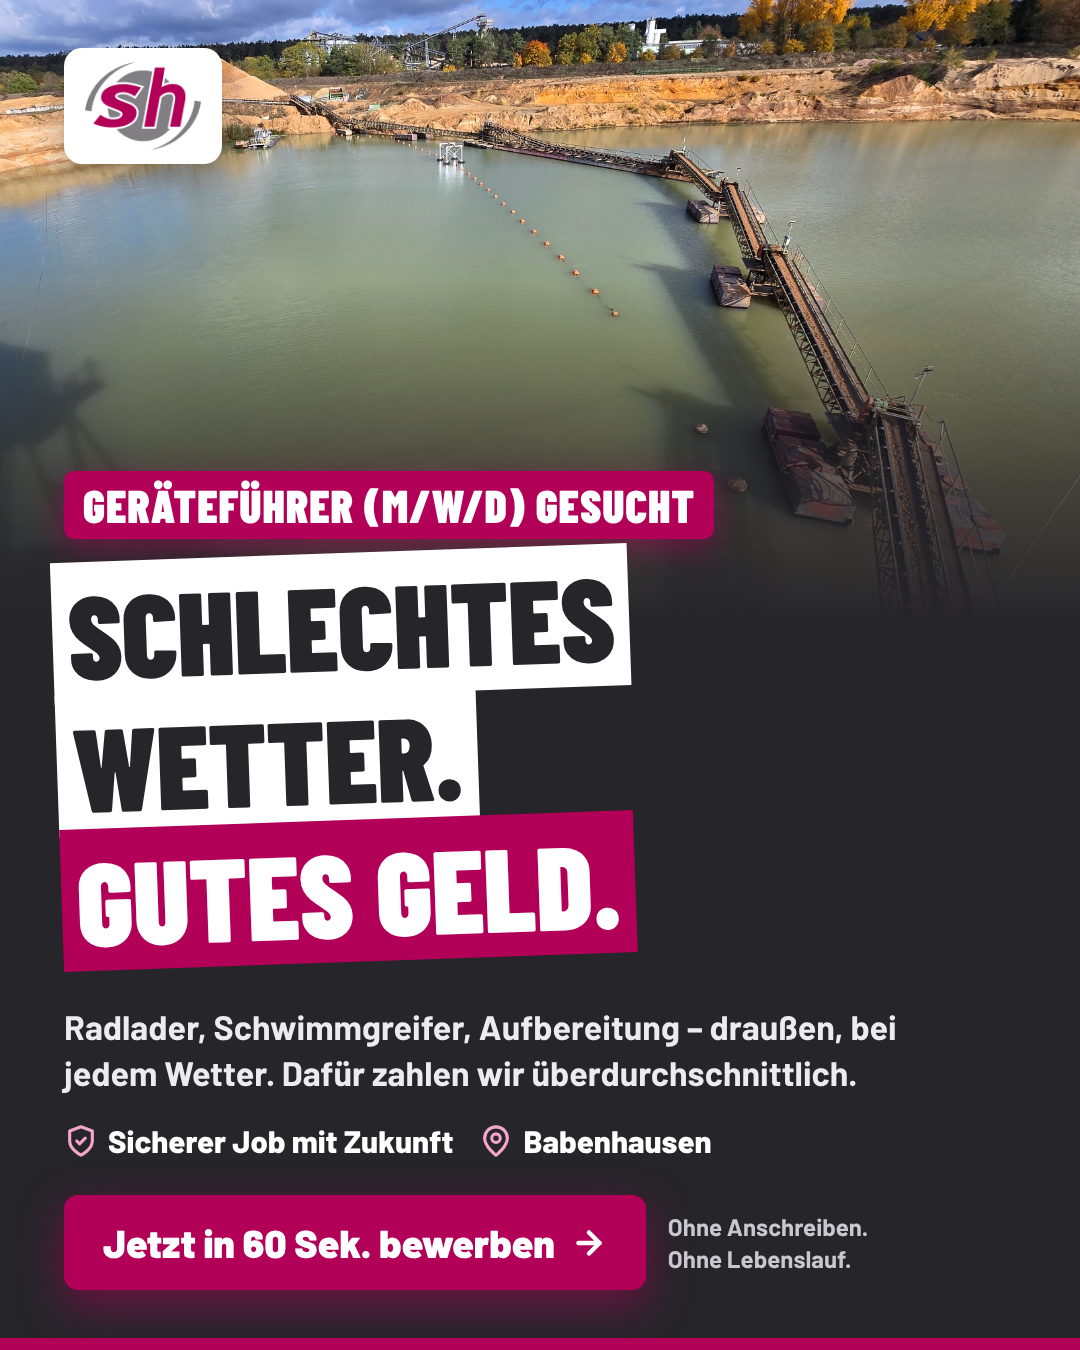 sh
GERÄTEFÜHRER (M/W/D) GESUCHT
SCHLECHTES
WETTER.
GUTES GELD.
Radlader, Schwimmgreifer, Aufbereitung – draußen, bei
jedem Wetter. Dafür zahlen wir überdurchschnittlich.
Sicherer Job mit Zukunft Babenhausen
Jetzt in 60 Sek. bewerben →
Ohne Anschreiben.
Ohne Lebenslauf.